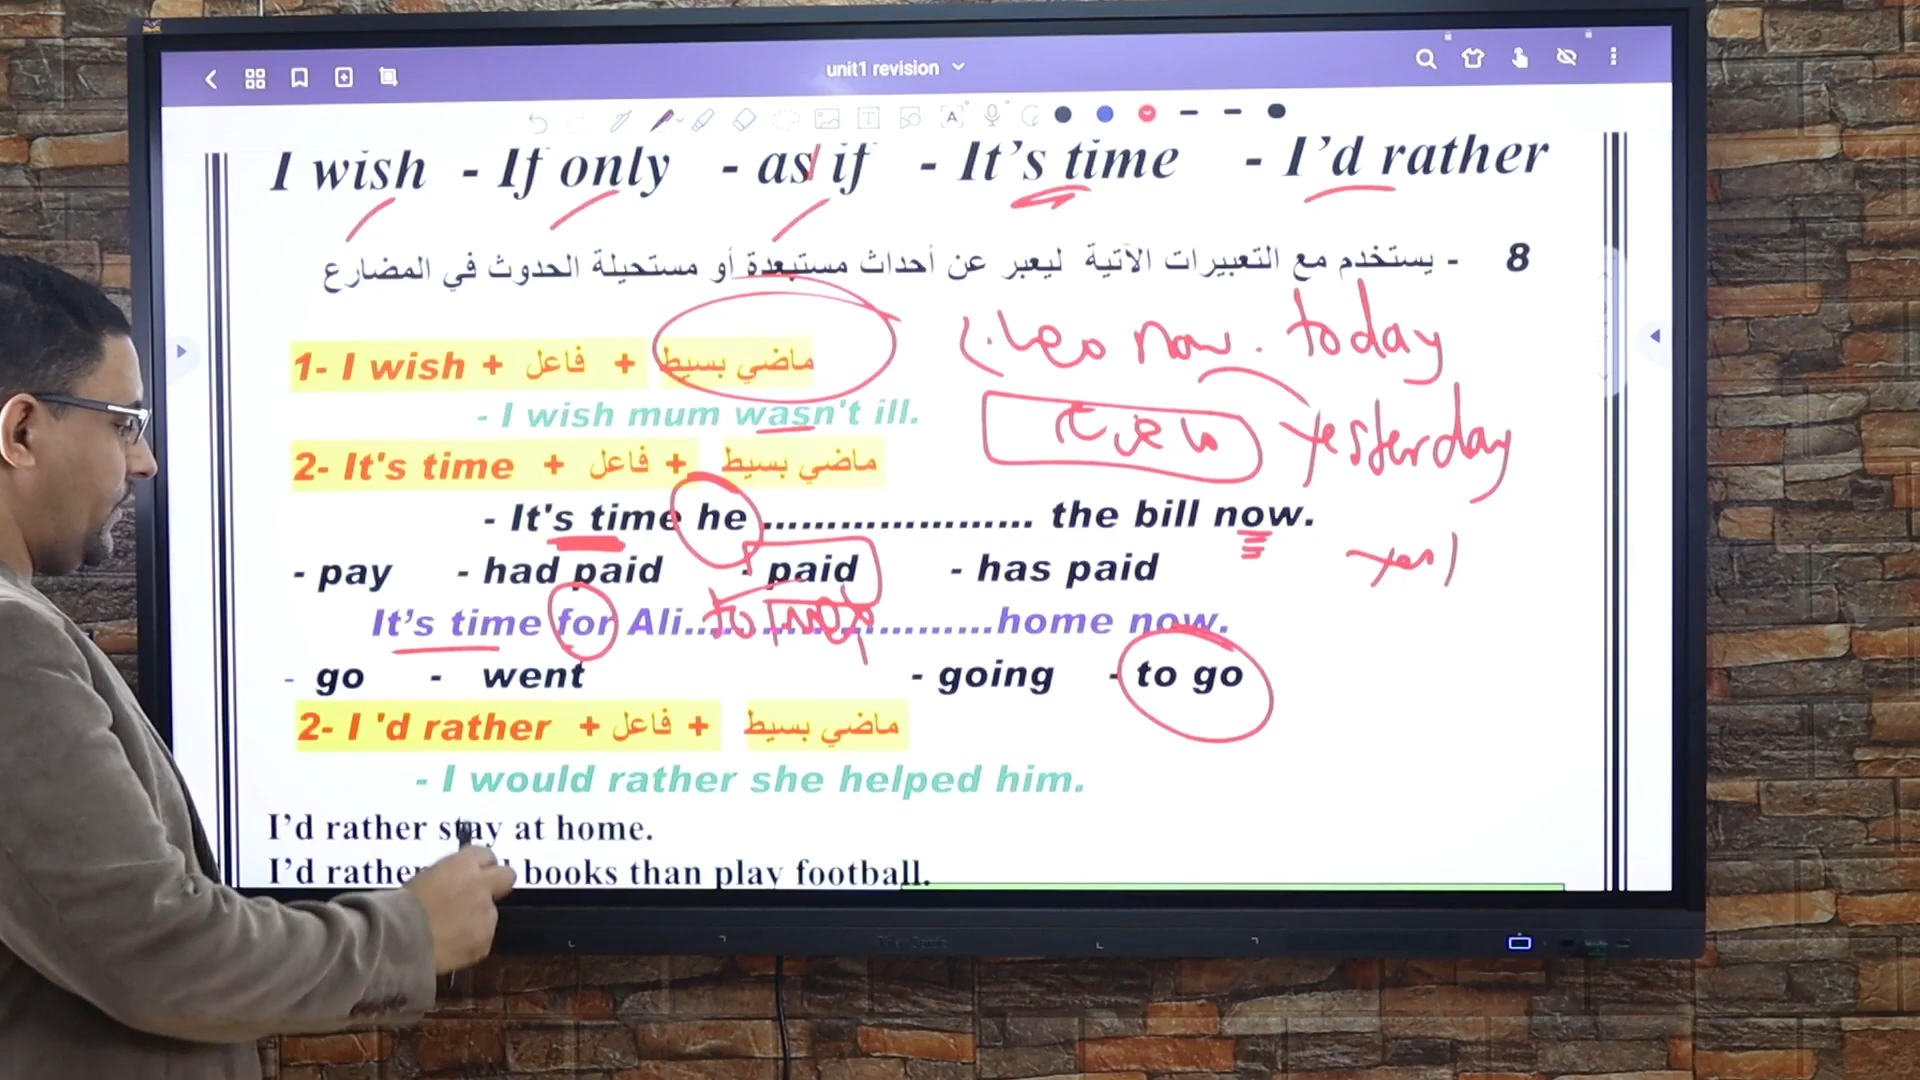 unit1 revision
I wish - If only - as if - It's time - I'd rather
8 - يستخدم مع التعبيرات الآتية ليعبر عن أحداث مستبعدة أو مستحيلة الحدوث في المضارع
now. today
1- I wish + فاعل + ماضي بسيط
- I wish mum wasn't ill.
yesterday
2- It's time + فاعل + ماضي بسيط
- It's time he ...................... the bill now.
- pay - had paid - paid - has paid
It's time for Ali........................home now.
to
- go - went - going - to go
2- I 'd rather + فاعل + ماضي بسيط
- I would rather she helped him.
I'd rather stay at home.
I'd rather books than play football.